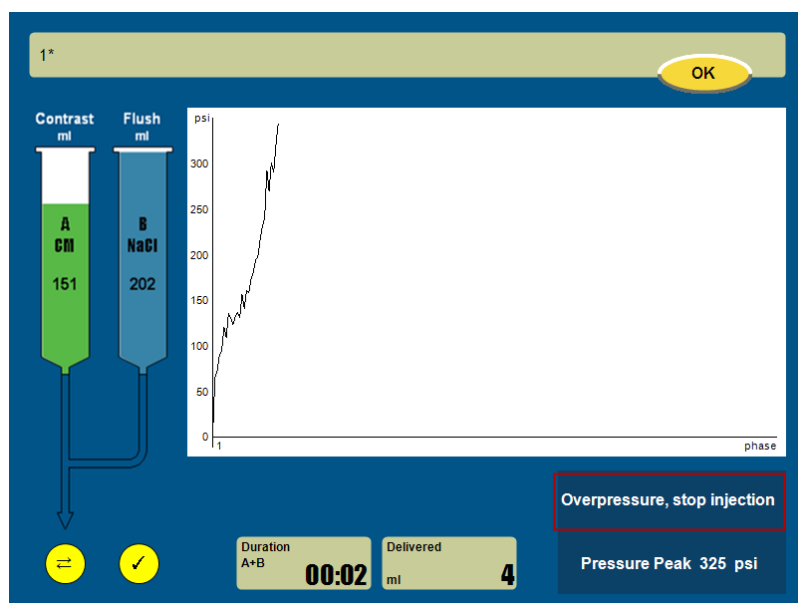 1*
OK
Contrast
ml
Flush
ml
A
CM
151
B
NaCl
202
psi
300
250
200
150
100
50
0
1
phase
Overpressure, stop injection
Duration
A+B
00:02
Delivered
ml
4
Pressure Peak 325 psi